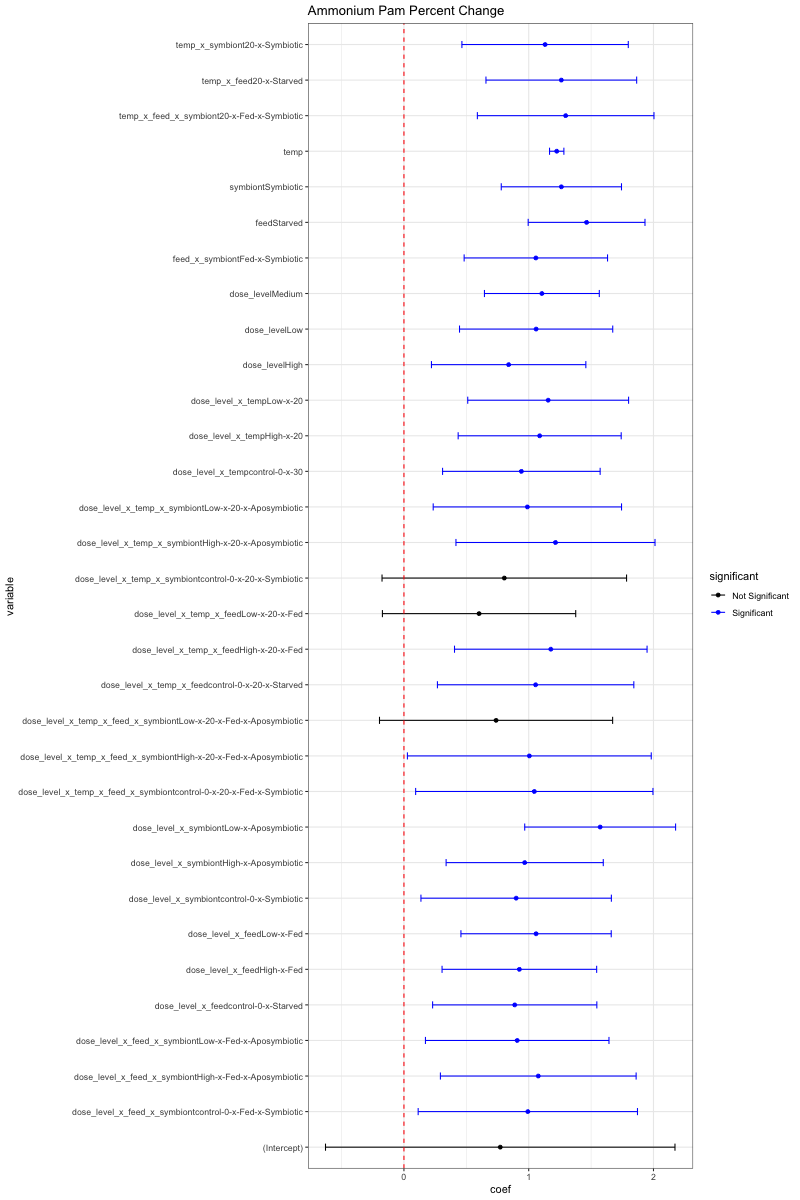 Ammonium Pam Percent Change
temp_x_symbiont20-x-Symbiotic
temp_x_feed20-x-Starved
temp_x_feed_x_symbiont20-x-Fed-x-Symbiotic
temp
symbiontSymbiotic
feedStarved
feed_x_symbiontFed-x-Symbiotic
dose_levelMedium
dose_levelLow
dose_levelHigh
dose_level_x_tempLow-x-20
dose_level_x_tempHigh-x-20
dose_level_x_tempcontrol-0-x-30
dose_level_x_temp_x_symbiontLow-x-20-x-Aposymbiotic
dose_level_x_temp_x_symbiontHigh-x-20-x-Aposymbiotic
dose_level_x_temp_x_symbiontcontrol-0-x-20-x-Symbiotic
dose_level_x_temp_x_feedLow-x-20-x-Fed
dose_level_x_temp_x_feedHigh-x-20-x-Fed
dose_level_x_temp_x_feedcontrol-0-x-20-x-Starved
dose_level_x_temp_x_feed_x_symbiontLow-x-20-x-Fed-x-Aposymbiotic
dose_level_x_temp_x_feed_x_symbiontHigh-x-20-x-Fed-x-Aposymbiotic
dose_level_x_temp_x_feed_x_symbiontcontrol-0-x-20-x-Fed-x-Symbiotic
dose_level_x_symbiontLow-x-Aposymbiotic
dose_level_x_symbiontHigh-x-Aposymbiotic
dose_level_x_symbiontcontrol-0-x-Symbiotic
dose_level_x_feedLow-x-Fed
dose_level_x_feedHigh-x-Fed
dose_level_x_feedcontrol-0-x-Starved
dose_level_x_feed_x_symbiontLow-x-Fed-x-Aposymbiotic
dose_level_x_feed_x_symbiontHigh-x-Fed-x-Aposymbiotic
dose_level_x_feed_x_symbiontcontrol-0-x-Fed-x-Symbiotic
(Intercept)
variable
0 1 2
coef
significant
Not Significant
Significant